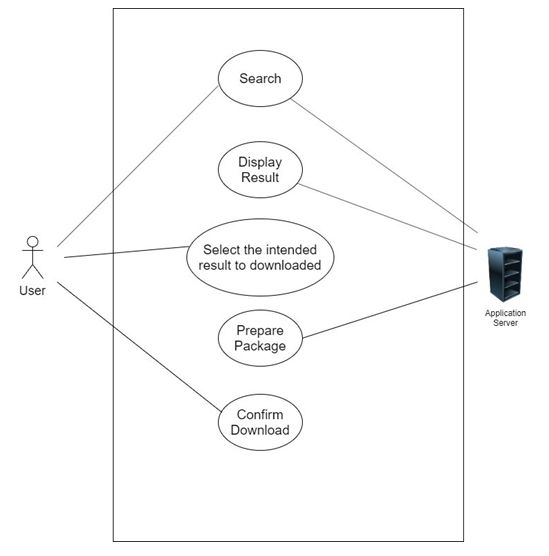 Search
Display
Result
Select the intended
result to downloaded
User
Application
Server
Prepare
Package
Confirm
Download